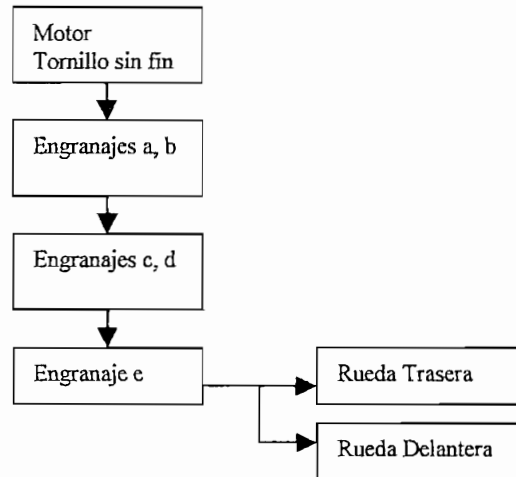 Motor
Tornillo sin fin
Engranajes a, b
Engranajes c, d
Engranaje e
Rueda Trasera
Rueda Delantera